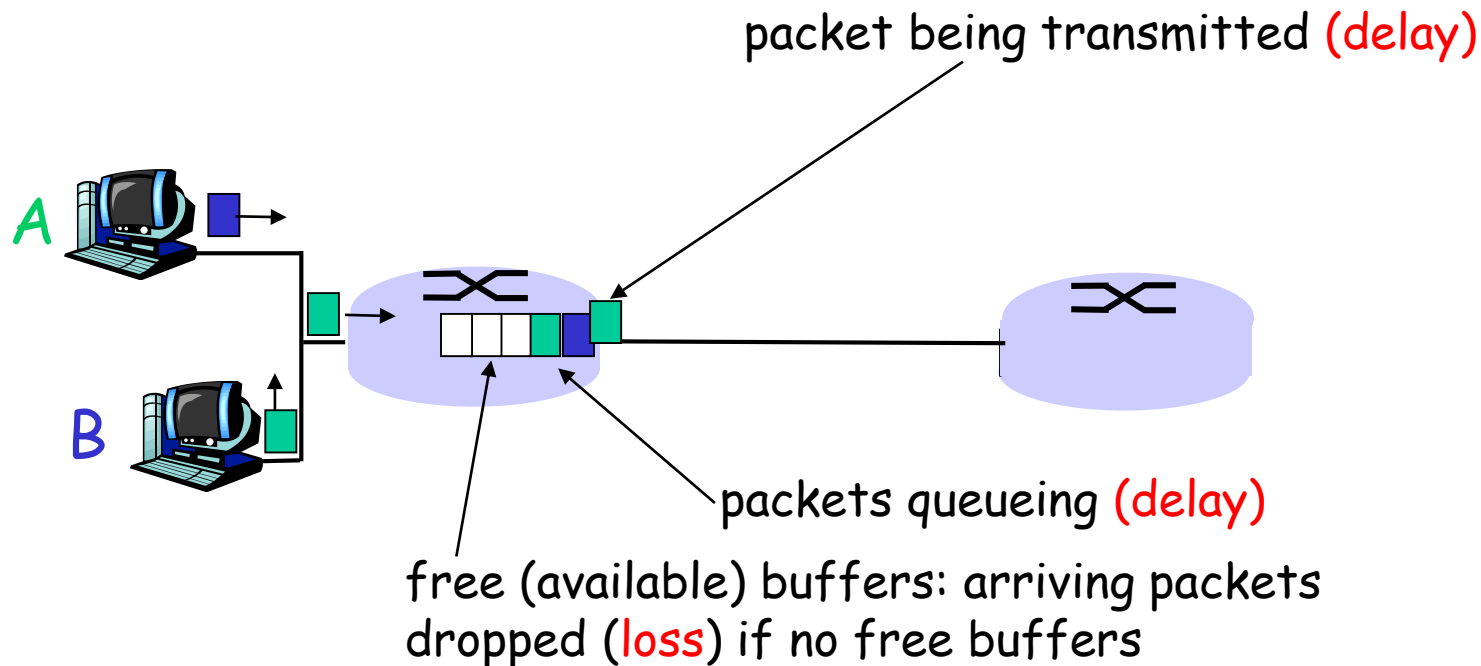 packet being transmitted (delay)
A
B
packets queueing (delay)
free (available) buffers: arriving packets
dropped (loss) if no free buffers